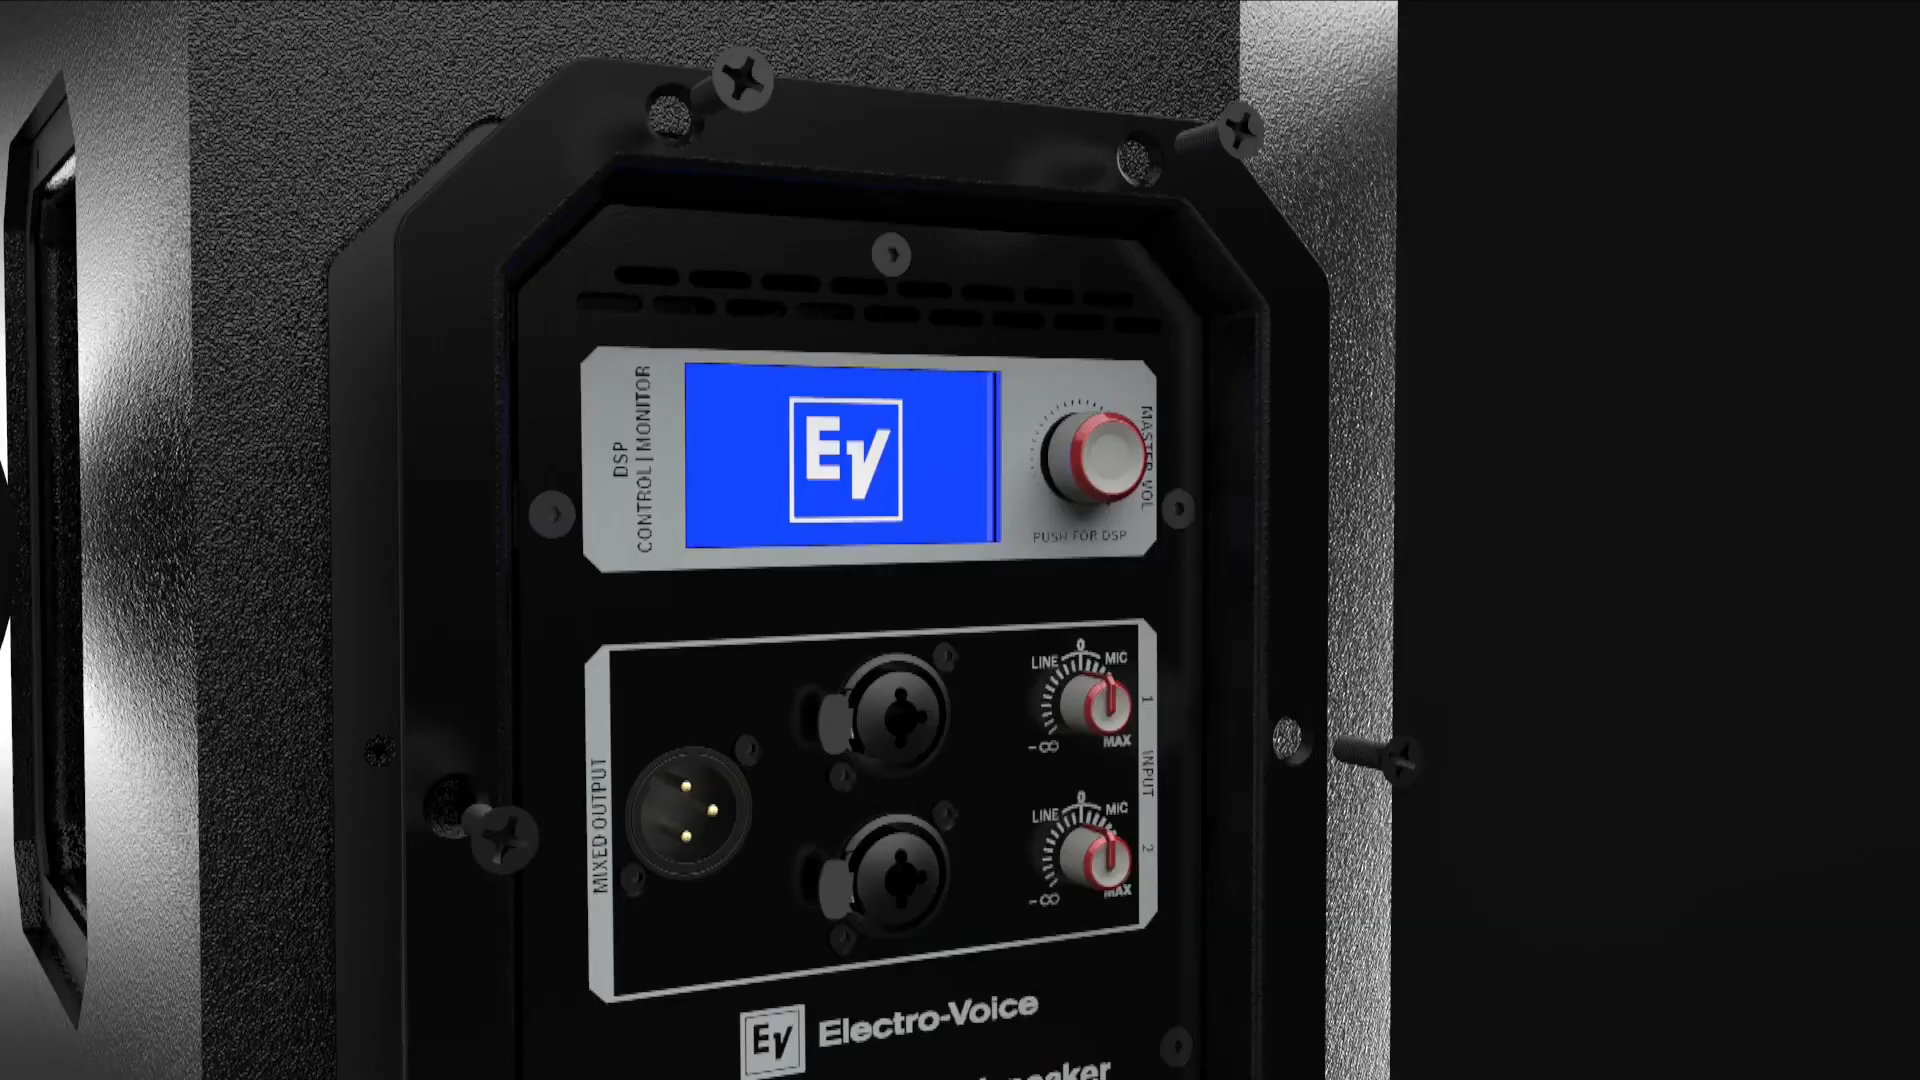 DSP
CONTROL | MONITOR
EV
MASTER VOL
PUSH FOR DSP
MIXED OUTPUT
LINE 0 MIC
-∞ MAX
1
INPUT
LINE 0 MIC
-∞ MAX
2
EV Electro-Voice